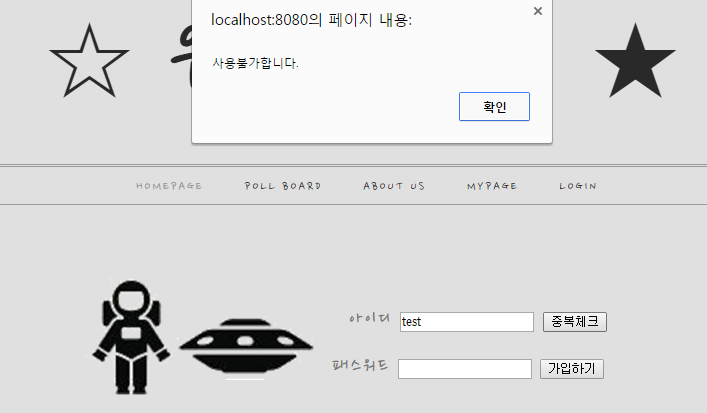 localhost:8080의 페이지 내용:
사용불가합니다.
확인
HOMEPAGE POLL BOARD ABOUT US MYPAGE LOGIN
아이디 test 중복체크
패스워드 가입하기